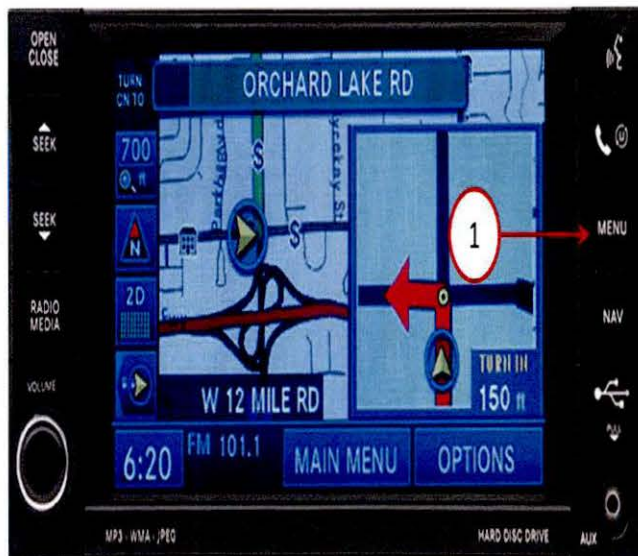 OPEN
CLOSE
SEEK
SEEK
RADIO
MEDIA
VOLUME
TURN
ON TO
ORCHARD LAKE RD
700
ft
N
2D
S
S
W 12 MILE RD
TURN IN
150 ft
6:20
FM 101.1
MAIN MENU
OPTIONS
1
MENU
NAV
PULL
AUX
MP3 - WMA - JPEG
HARD DISC DRIVE